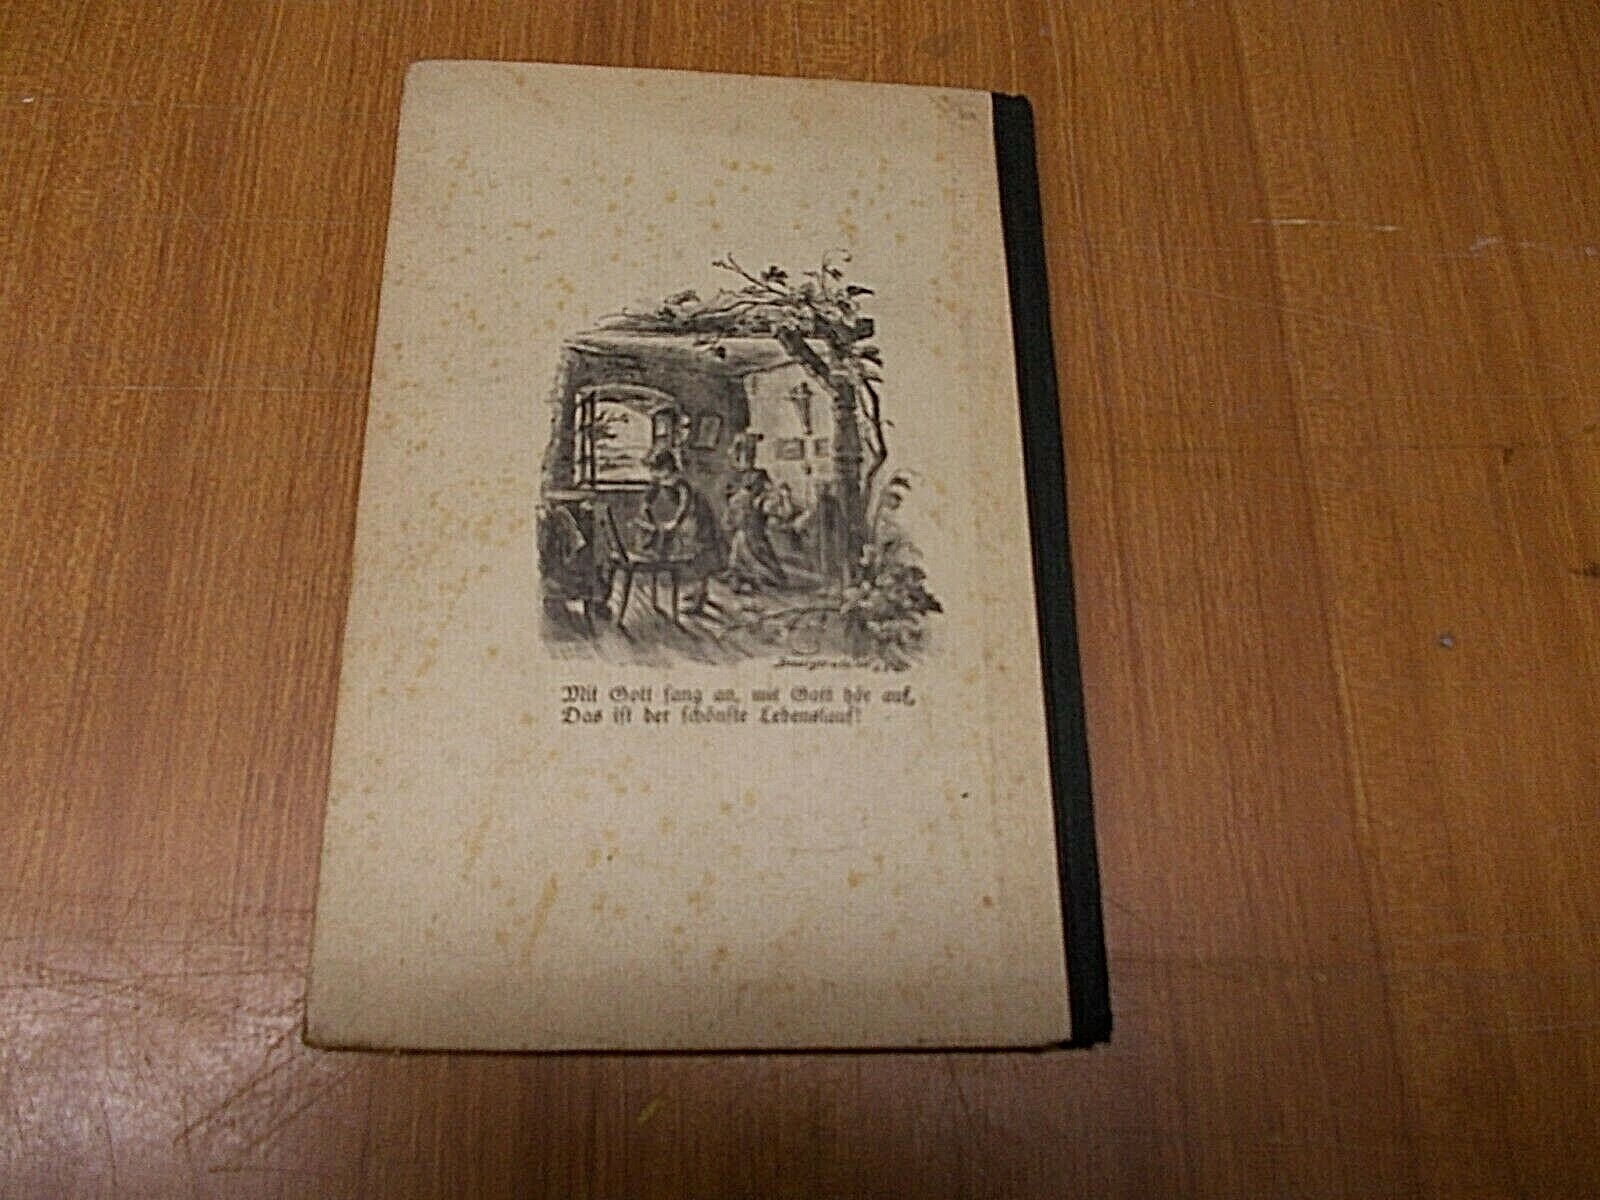 Mit Gott fang an, mit Gott hör auf,
Das ist der schönste Lebenslauf!